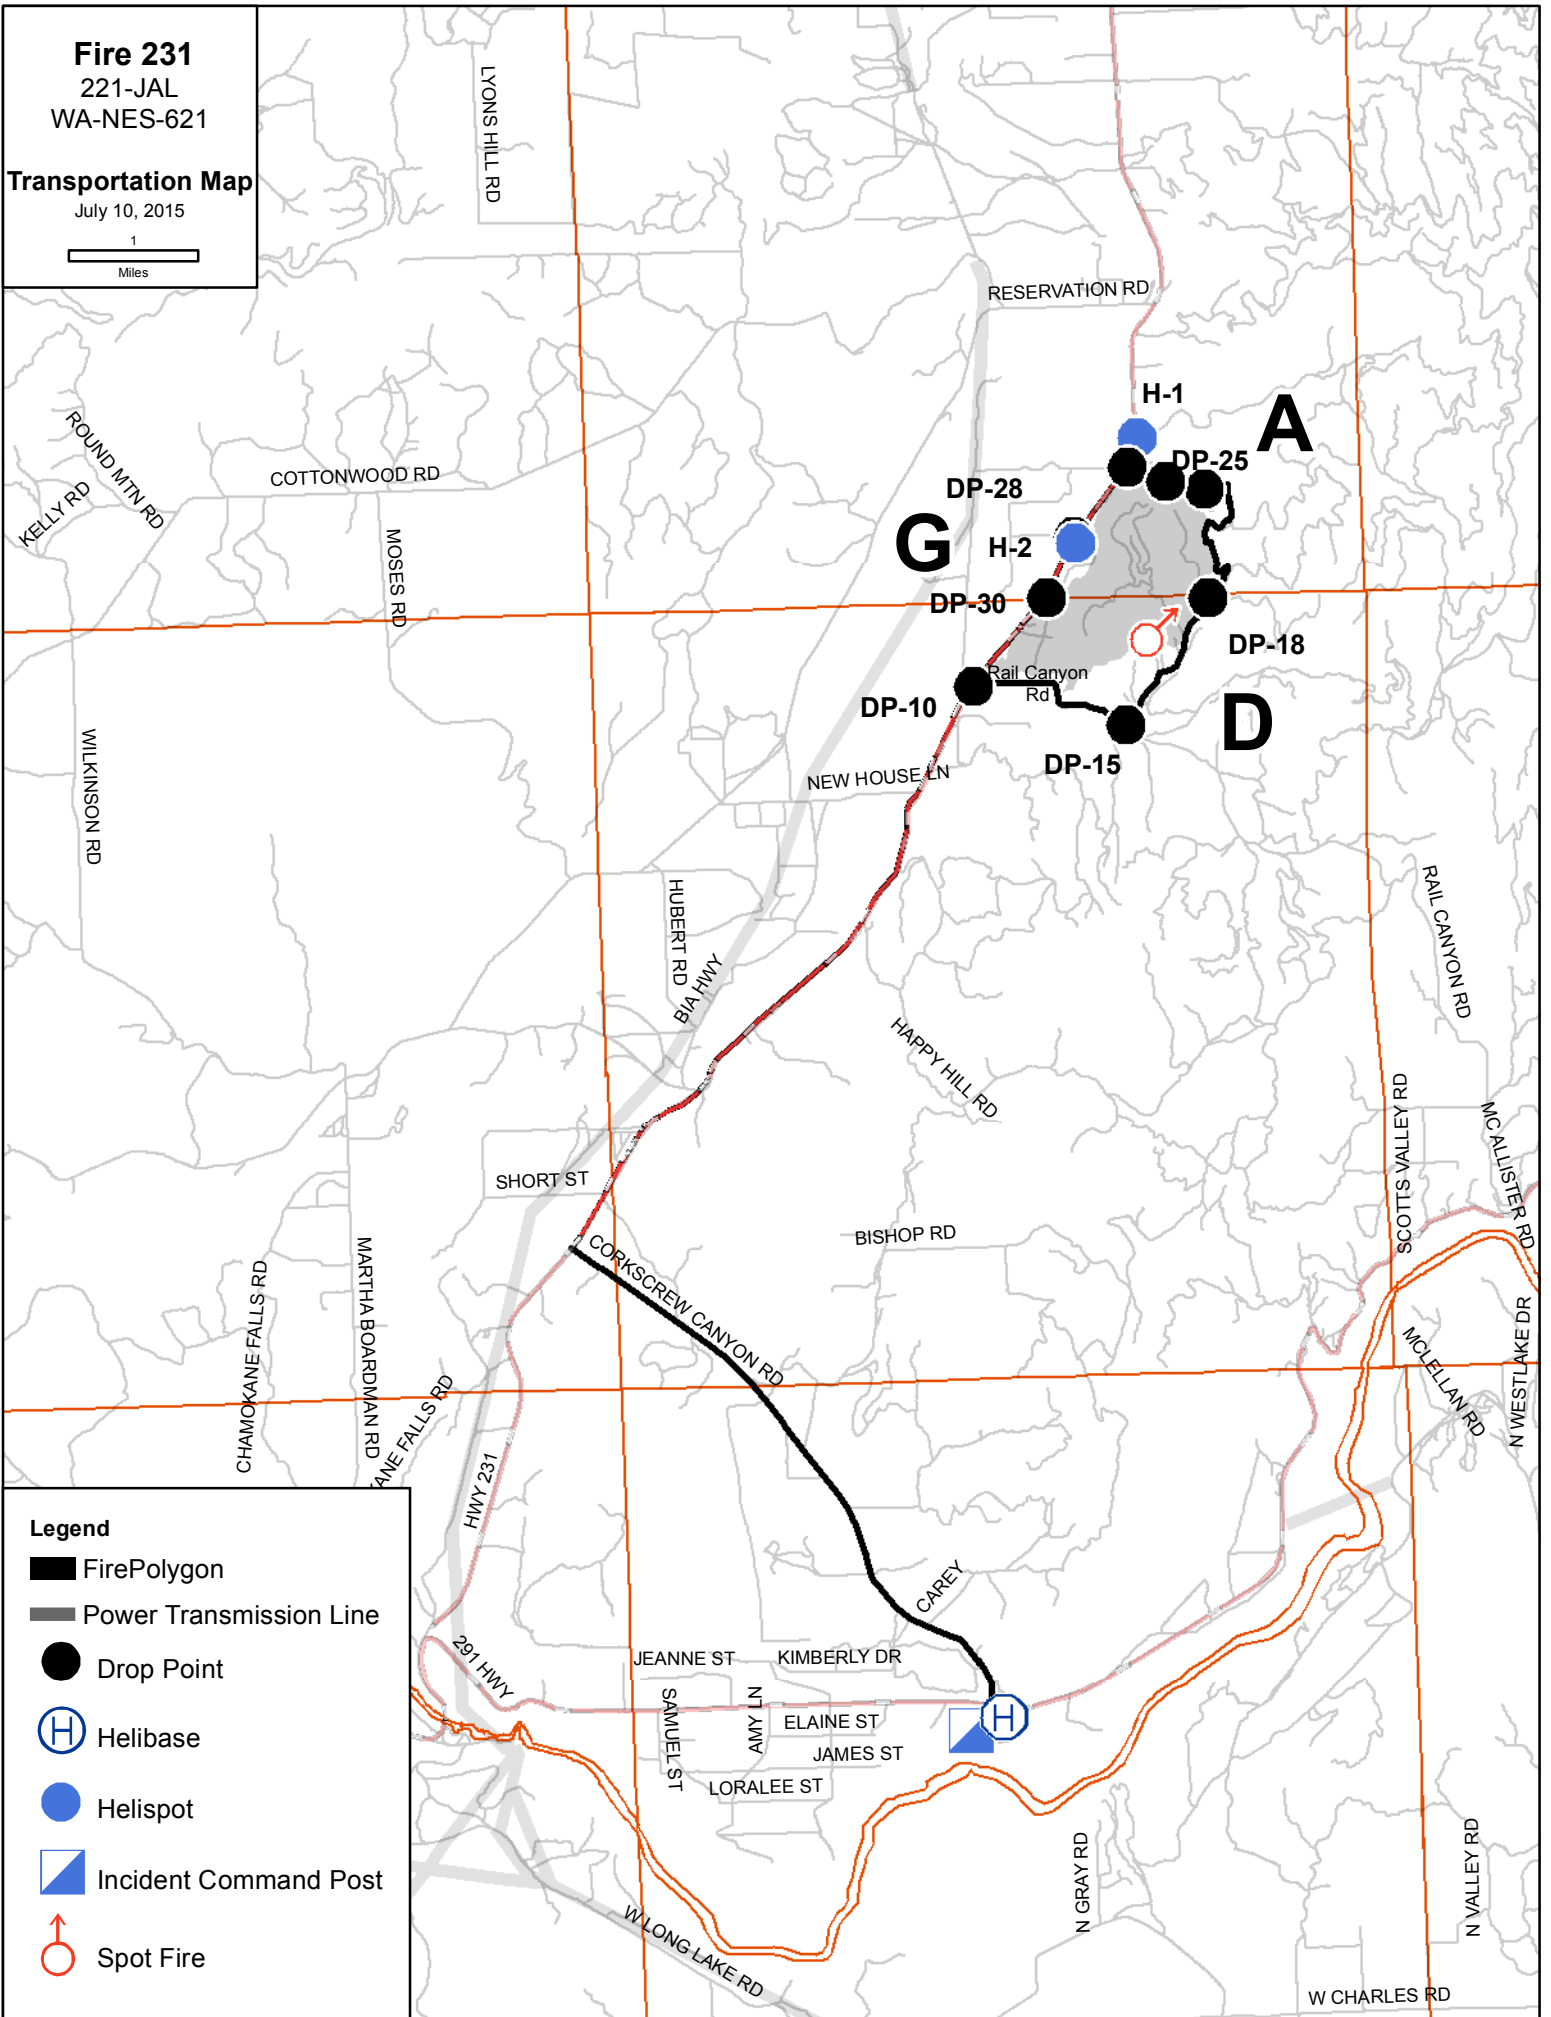 Fire 231
221-JAL
WA-NES-621
Transportation Map
July 10, 2015
1
Miles
LYONS HILL RD
RESERVATION RD
H-1
A
DP-25
DP-28
ROUND MTN RD
COTTONWOOD RD
KELLY RD
MOSES RD
G
H-2
DP-30
DP-18
Rail Canyon
Rd
DP-10
D
DP-15
WILKINSON RD
NEW HOUSE LN
HUBERT RD
BIA HWY
RAIL CANYON RD
HAPPY HILL RD
SCOTTS VALLEY RD
MC ALLISTER RD
SHORT ST
BISHOP RD
CORKSCREW CANYON RD
CHAMOKANE FALLS RD
MARTHA BOARDMAN RD
KANE FALLS RD
HWY 231
MCLELLAN RD
N WESTLAKE DR
CAREY
291 HWY
JEANNE ST
KIMBERLY DR
SAMUEL ST
AMY LN
ELAINE ST
JAMES ST
LORALEE ST
H
N GRAY RD
N VALLEY RD
W LONG LAKE RD
W CHARLES RD
Legend
FirePolygon
Power Transmission Line
Drop Point
H
Helibase
Helispot
Incident Command Post
Spot Fire